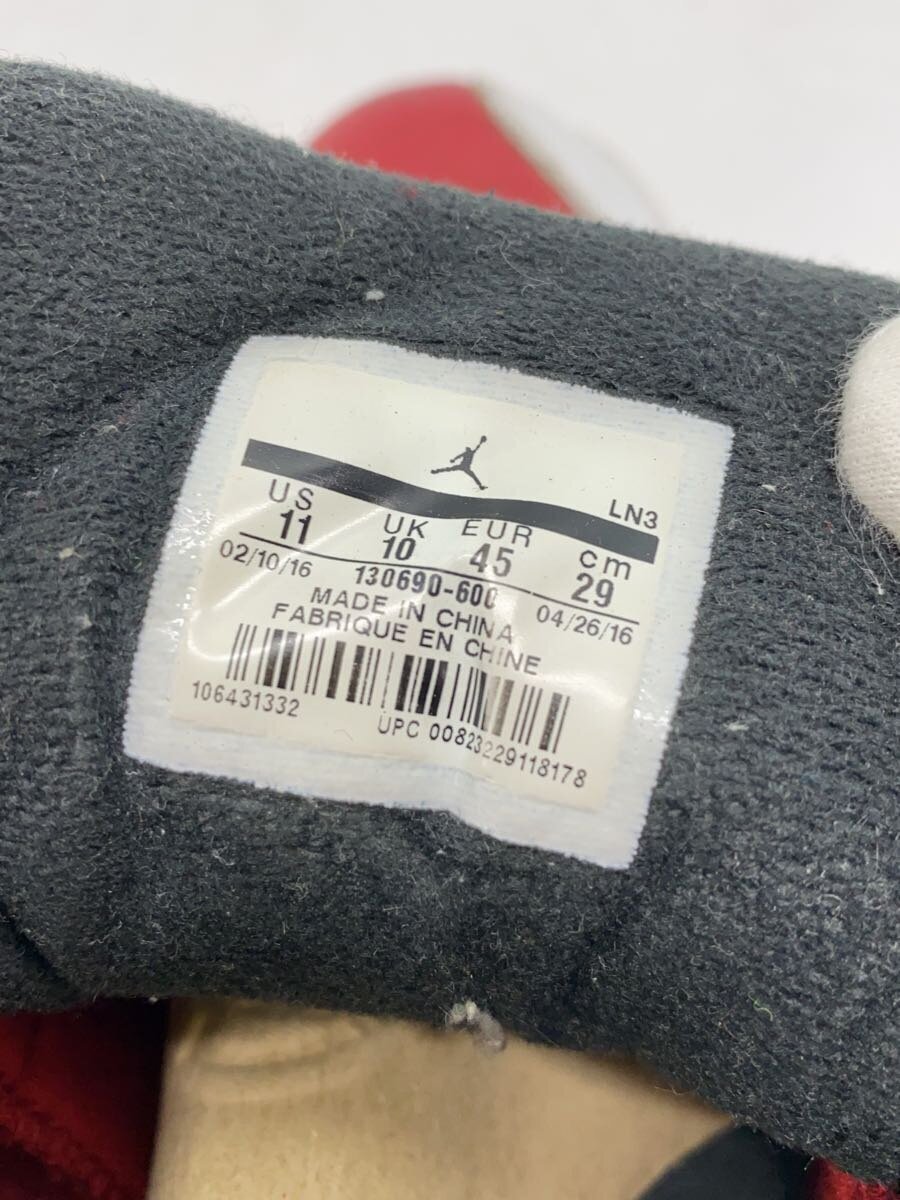 LN3
US UK EUR cm
11 10 45 29
02/10/16 130690-600 04/26/16
MADE IN CHINA
FABRIQUE EN CHINE
106431332
UPC 00823229118178